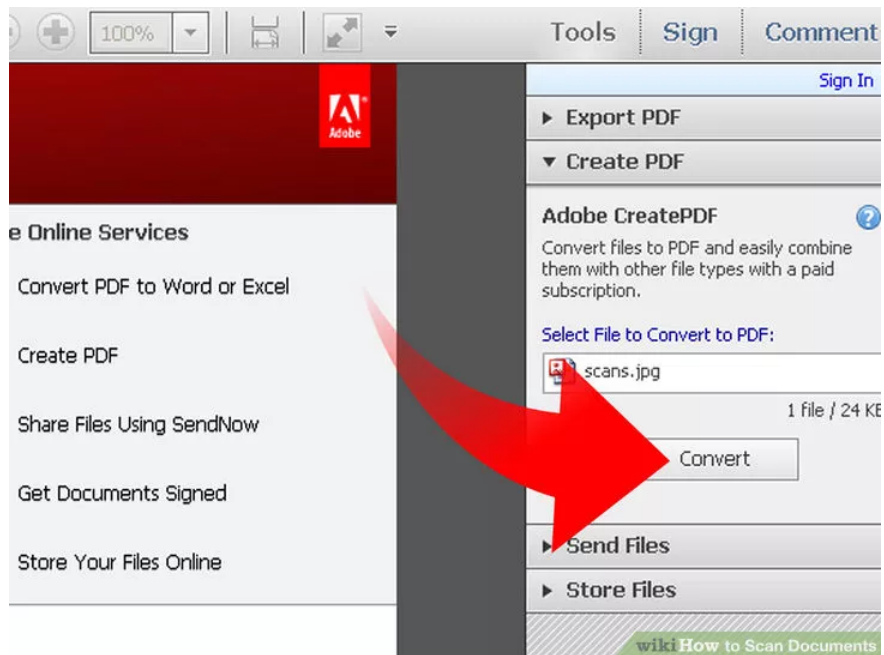 100%
Tools
Sign
Comment
Adobe
e Online Services
Convert PDF to Word or Excel
Create PDF
Share Files Using SendNow
Get Documents Signed
Store Your Files Online
Sign In
Export PDF
Create PDF
Adobe CreatePDF
Convert files to PDF and easily combine
them with other file types with a paid
subscription.
Select File to Convert to PDF:
scans.jpg
1 file / 24 KB
Convert
Send Files
Store Files
wikiHow to Scan Documents